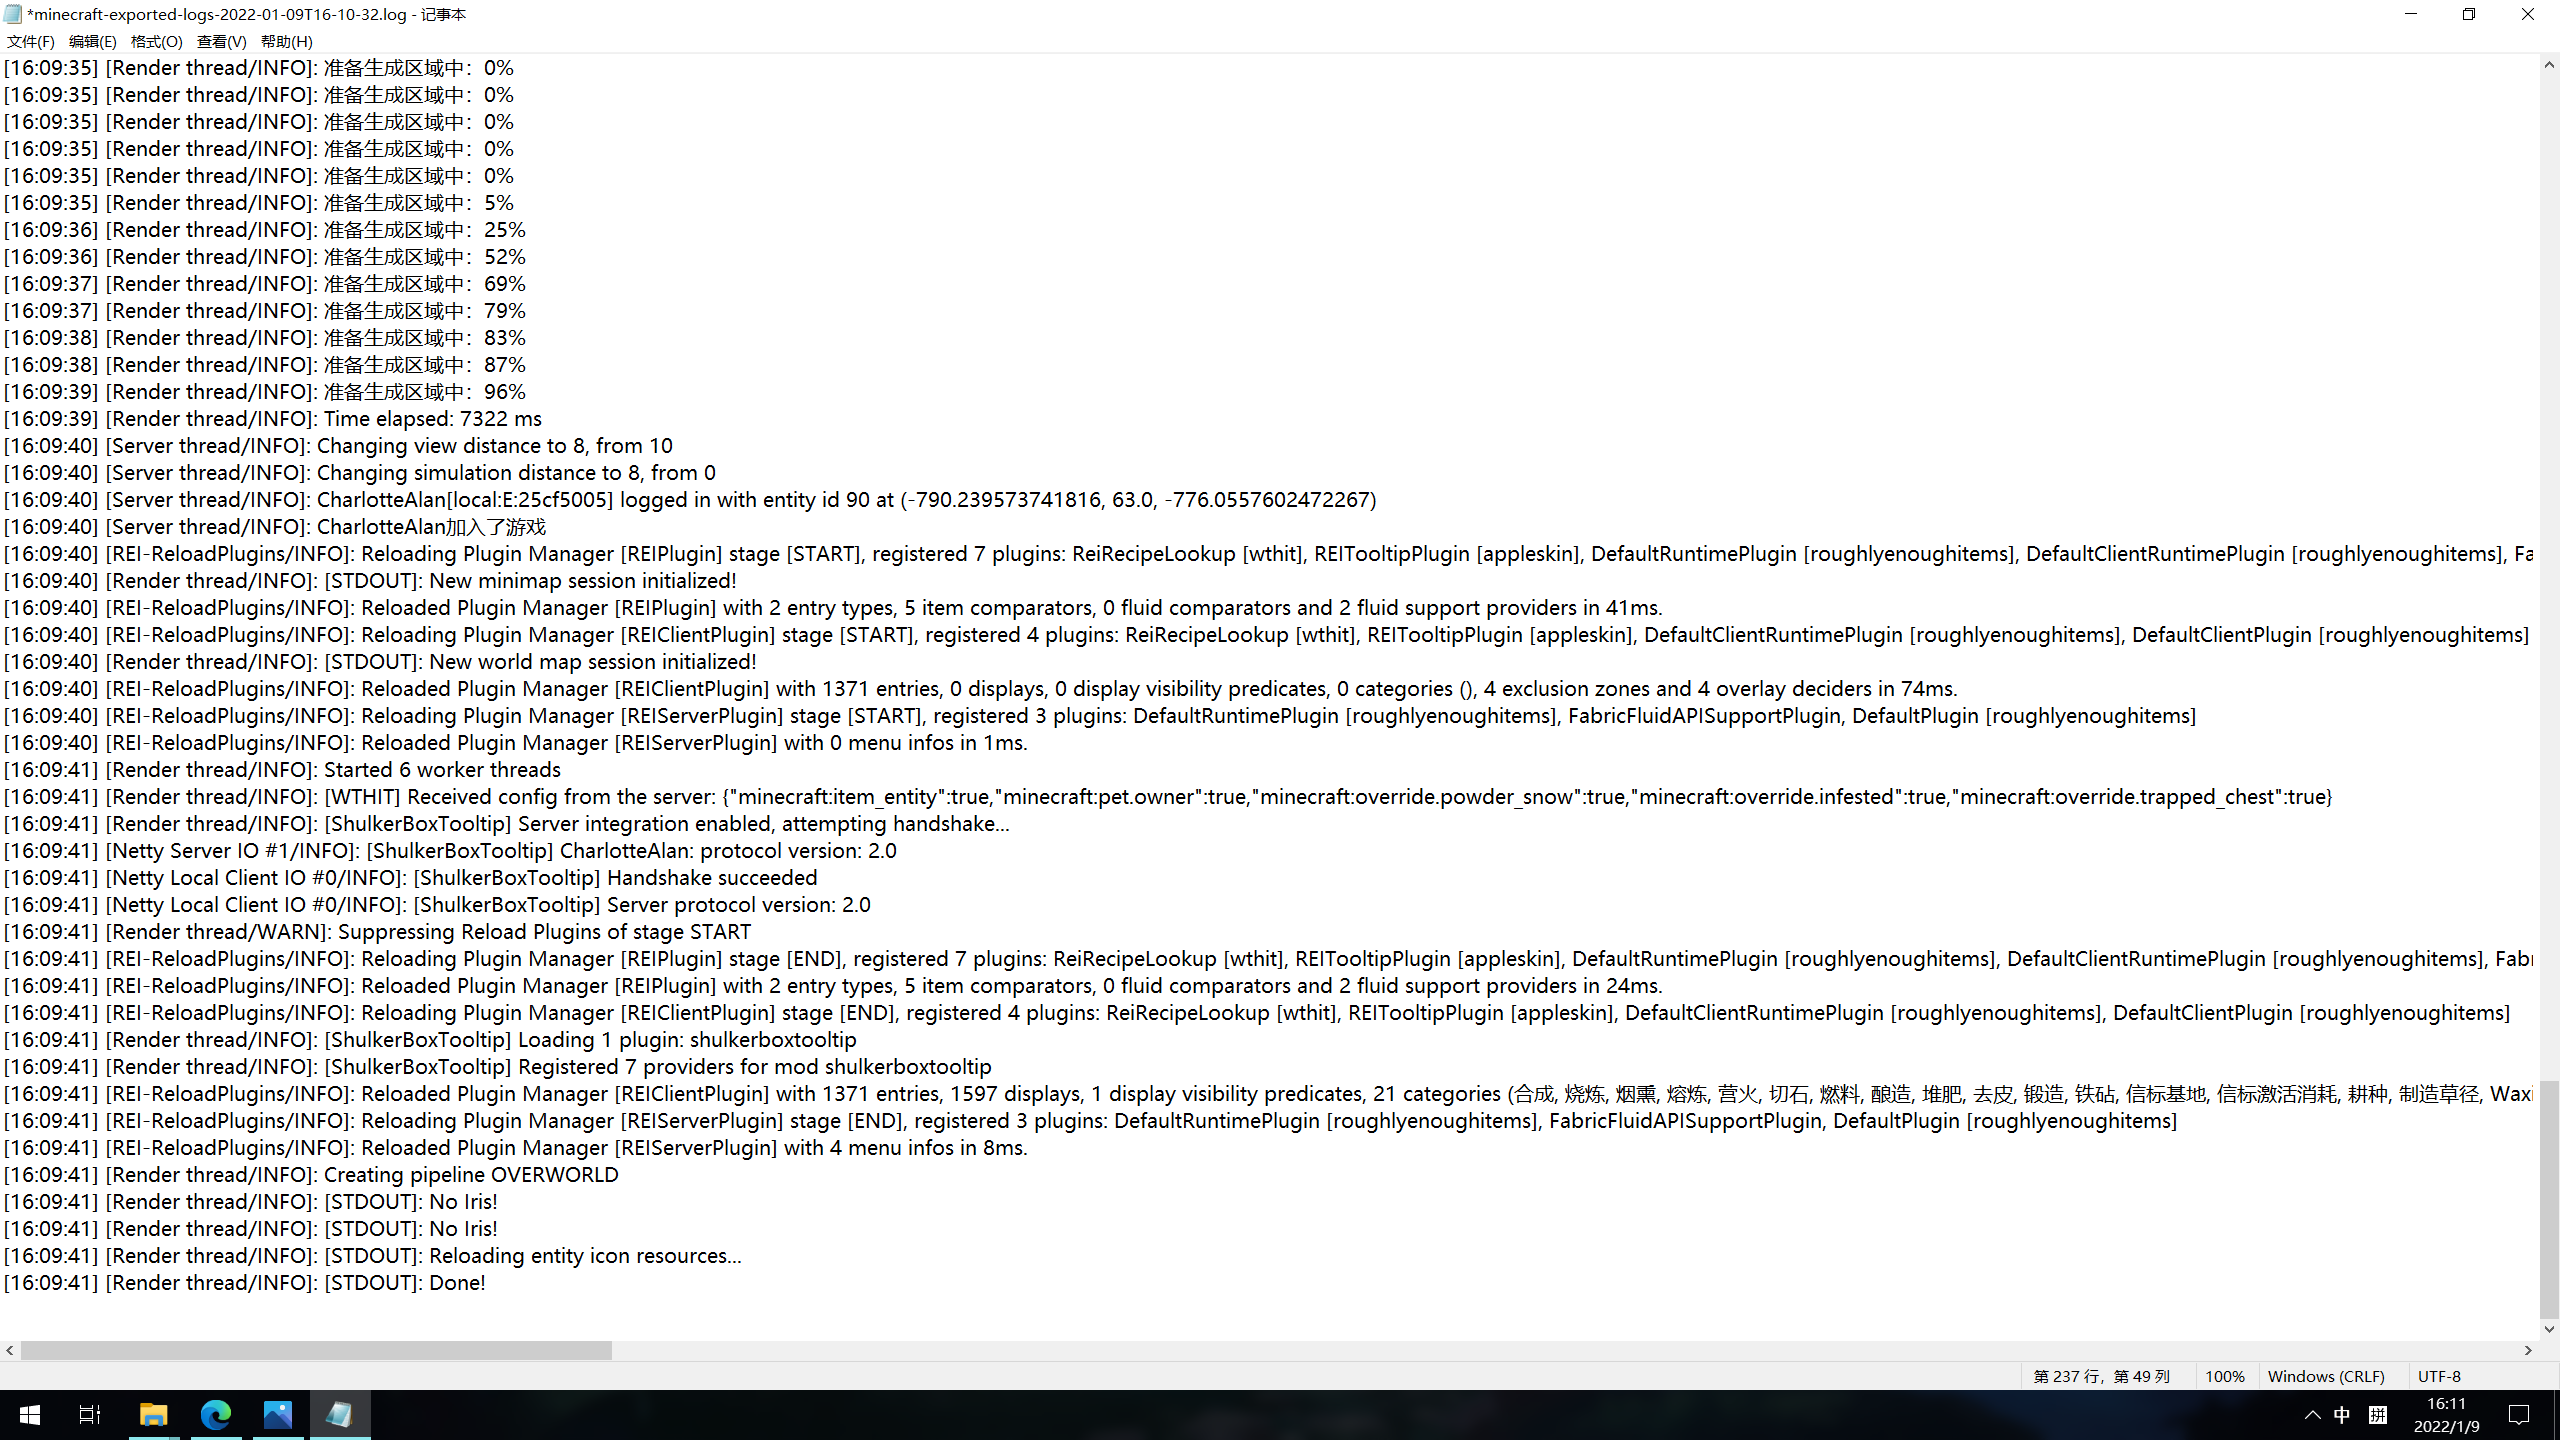 *minecraft-exported-logs-2022-01-09T16-10-32.log - 记事本
文件(F) 编辑(E) 格式(O) 查看(V) 帮助(H)
[16:09:35] [Render thread/INFO]: 准备生成区域中：0%
[16:09:35] [Render thread/INFO]: 准备生成区域中：0%
[16:09:35] [Render thread/INFO]: 准备生成区域中：0%
[16:09:35] [Render thread/INFO]: 准备生成区域中：0%
[16:09:35] [Render thread/INFO]: 准备生成区域中：0%
[16:09:35] [Render thread/INFO]: 准备生成区域中：5%
[16:09:36] [Render thread/INFO]: 准备生成区域中：25%
[16:09:36] [Render thread/INFO]: 准备生成区域中：52%
[16:09:37] [Render thread/INFO]: 准备生成区域中：69%
[16:09:37] [Render thread/INFO]: 准备生成区域中：79%
[16:09:38] [Render thread/INFO]: 准备生成区域中：83%
[16:09:38] [Render thread/INFO]: 准备生成区域中：87%
[16:09:39] [Render thread/INFO]: 准备生成区域中：96%
[16:09:39] [Render thread/INFO]: Time elapsed: 7322 ms
[16:09:40] [Server thread/INFO]: Changing view distance to 8, from 10
[16:09:40] [Server thread/INFO]: Changing simulation distance to 8, from 0
[16:09:40] [Server thread/INFO]: CharlotteAlan[local:E:25cf5005] logged in with entity id 90 at (-790.239573741816, 63.0, -776.0557602472267)
[16:09:40] [Server thread/INFO]: CharlotteAlan加入了游戏
[16:09:40] [REI-ReloadPlugins/INFO]: Reloading Plugin Manager [REIPlugin] stage [START], registered 7 plugins: ReiRecipeLookup [wthit], REITooltipPlugin [appleskin], DefaultRuntimePlugin [roughlyenoughitems], DefaultClientRuntimePlugin [roughlyenoughitems], Fa
[16:09:40] [Render thread/INFO]: [STDOUT]: New minimap session initialized!
[16:09:40] [REI-ReloadPlugins/INFO]: Reloaded Plugin Manager [REIPlugin] with 2 entry types, 5 item comparators, 0 fluid comparators and 2 fluid support providers in 41ms.
[16:09:40] [REI-ReloadPlugins/INFO]: Reloading Plugin Manager [REIClientPlugin] stage [START], registered 4 plugins: ReiRecipeLookup [wthit], REITooltipPlugin [appleskin], DefaultClientRuntimePlugin [roughlyenoughitems], DefaultClientPlugin [roughlyenoughitems]
[16:09:40] [Render thread/INFO]: [STDOUT]: New world map session initialized!
[16:09:40] [REI-ReloadPlugins/INFO]: Reloaded Plugin Manager [REIClientPlugin] with 1371 entries, 0 displays, 0 display visibility predicates, 0 categories (), 4 exclusion zones and 4 overlay deciders in 74ms.
[16:09:40] [REI-ReloadPlugins/INFO]: Reloading Plugin Manager [REIServerPlugin] stage [START], registered 3 plugins: DefaultRuntimePlugin [roughlyenoughitems], FabricFluidAPISupportPlugin, DefaultPlugin [roughlyenoughitems]
[16:09:40] [REI-ReloadPlugins/INFO]: Reloaded Plugin Manager [REIServerPlugin] with 0 menu infos in 1ms.
[16:09:41] [Render thread/INFO]: Started 6 worker threads
[16:09:41] [Render thread/INFO]: [WTHIT] Received config from the server: {"minecraft:item_entity":true,"minecraft:pet.owner":true,"minecraft:override.powder_snow":true,"minecraft:override.infested":true,"minecraft:override.trapped_chest":true}
[16:09:41] [Render thread/INFO]: [ShulkerBoxTooltip] Server integration enabled, attempting handshake...
[16:09:41] [Netty Server IO #1/INFO]: [ShulkerBoxTooltip] CharlotteAlan: protocol version: 2.0
[16:09:41] [Netty Local Client IO #0/INFO]: [ShulkerBoxTooltip] Handshake succeeded
[16:09:41] [Netty Local Client IO #0/INFO]: [ShulkerBoxTooltip] Server protocol version: 2.0
[16:09:41] [Render thread/WARN]: Suppressing Reload Plugins of stage START
[16:09:41] [REI-ReloadPlugins/INFO]: Reloading Plugin Manager [REIPlugin] stage [END], registered 7 plugins: ReiRecipeLookup [wthit], REITooltipPlugin [appleskin], DefaultRuntimePlugin [roughlyenoughitems], DefaultClientRuntimePlugin [roughlyenoughitems], Fabr
[16:09:41] [REI-ReloadPlugins/INFO]: Reloaded Plugin Manager [REIPlugin] with 2 entry types, 5 item comparators, 0 fluid comparators and 2 fluid support providers in 24ms.
[16:09:41] [REI-ReloadPlugins/INFO]: Reloading Plugin Manager [REIClientPlugin] stage [END], registered 4 plugins: ReiRecipeLookup [wthit], REITooltipPlugin [appleskin], DefaultClientRuntimePlugin [roughlyenoughitems], DefaultClientPlugin [roughlyenoughitems]
[16:09:41] [Render thread/INFO]: [ShulkerBoxTooltip] Loading 1 plugin: shulkerboxtooltip
[16:09:41] [Render thread/INFO]: [ShulkerBoxTooltip] Registered 7 providers for mod shulkerboxtooltip
[16:09:41] [REI-ReloadPlugins/INFO]: Reloaded Plugin Manager [REIClientPlugin] with 1371 entries, 1597 displays, 1 display visibility predicates, 21 categories (合成, 烧炼, 烟熏, 熔炼, 营火, 切石, 燃料, 酿造, 堆肥, 去皮, 锻造, 铁砧, 信标基地, 信标激活消耗, 耕种, 制造草径, Waxi
[16:09:41] [REI-ReloadPlugins/INFO]: Reloading Plugin Manager [REIServerPlugin] stage [END], registered 3 plugins: DefaultRuntimePlugin [roughlyenoughitems], FabricFluidAPISupportPlugin, DefaultPlugin [roughlyenoughitems]
[16:09:41] [REI-ReloadPlugins/INFO]: Reloaded Plugin Manager [REIServerPlugin] with 4 menu infos in 8ms.
[16:09:41] [Render thread/INFO]: Creating pipeline OVERWORLD
[16:09:41] [Render thread/INFO]: [STDOUT]: No Iris!
[16:09:41] [Render thread/INFO]: [STDOUT]: No Iris!
[16:09:41] [Render thread/INFO]: [STDOUT]: Reloading entity icon resources...
[16:09:41] [Render thread/INFO]: [STDOUT]: Done!
第 237 行，第 49 列 100% Windows (CRLF) UTF-8
中 拼 16:11
2022/1/9